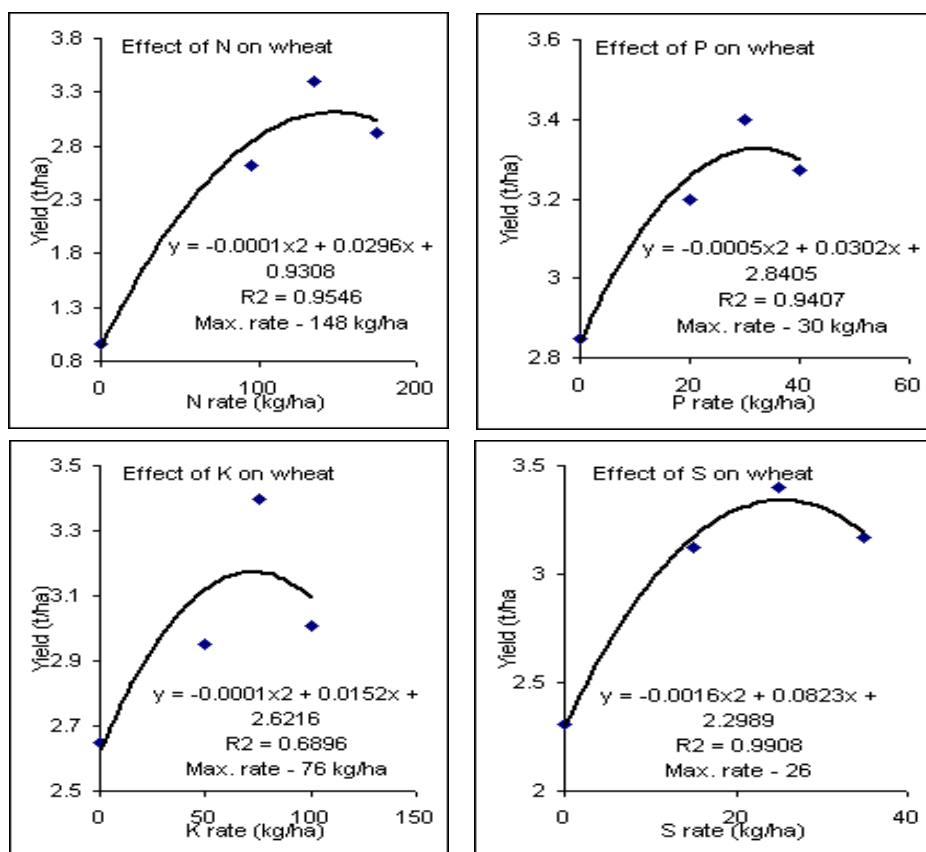 Effect of N on wheat
Yield (t/ha)
3.8
3.3
2.8
2.3
1.8
1.3
0.8
y = -0.0001x2 + 0.0296x +
0.9308
R2 = 0.9546
Max. rate - 148 kg/ha
0 100 200
N rate (kg/ha)
Effect of P on wheat
Yield (t/ha)
3.6
3.4
3.2
3
2.8
y = -0.0005x2 + 0.0302x +
2.8405
R2 = 0.9407
Max. rate - 30 kg/ha
0 20 40 60
P rate (kg/ha)
Effect of K on wheat
Yield (t/ha)
3.5
3.3
3.1
2.9
2.7
2.5
y = -0.0001x2 + 0.0152x +
2.6216
R2 = 0.6896
Max. rate - 76 kg/ha
0 50 100 150
K rate (kg/ha)
Effect of S on wheat
Yield (t/ha
3.5
3
2.5
2
y = -0.0016x2 + 0.0823x +
2.2989
R2 = 0.9908
Max. rate - 26
0 20 40
S rate (kg/ha)